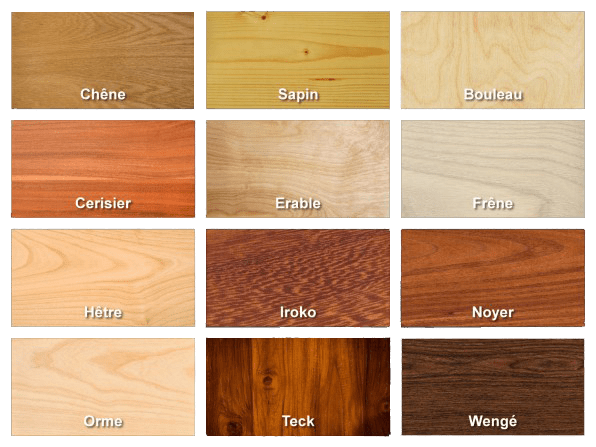 Chêne
Sapin
Bouleau
Cerisier
Erable
Frêne
Hêtre
Iroko
Noyer
Orme
Teck
Wengé